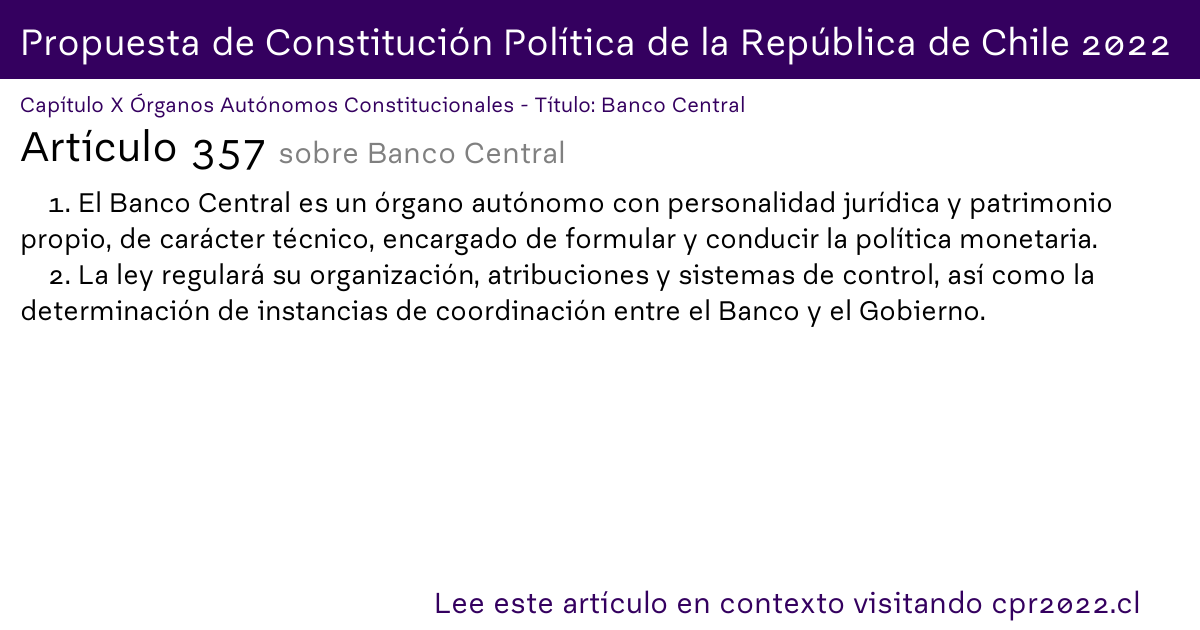 Propuesta de Constitución Política de la República de Chile 2022
Capítulo X Órganos Autónomos Constitucionales - Título: Banco Central
Artículo 357 sobre Banco Central
1. El Banco Central es un órgano autónomo con personalidad jurídica y patrimonio
propio, de carácter técnico, encargado de formular y conducir la política monetaria.
2. La ley regulará su organización, atribuciones y sistemas de control, así como la
determinación de instancias de coordinación entre el Banco y el Gobierno.
Lee este artículo en contexto visitando cpr2022.cl